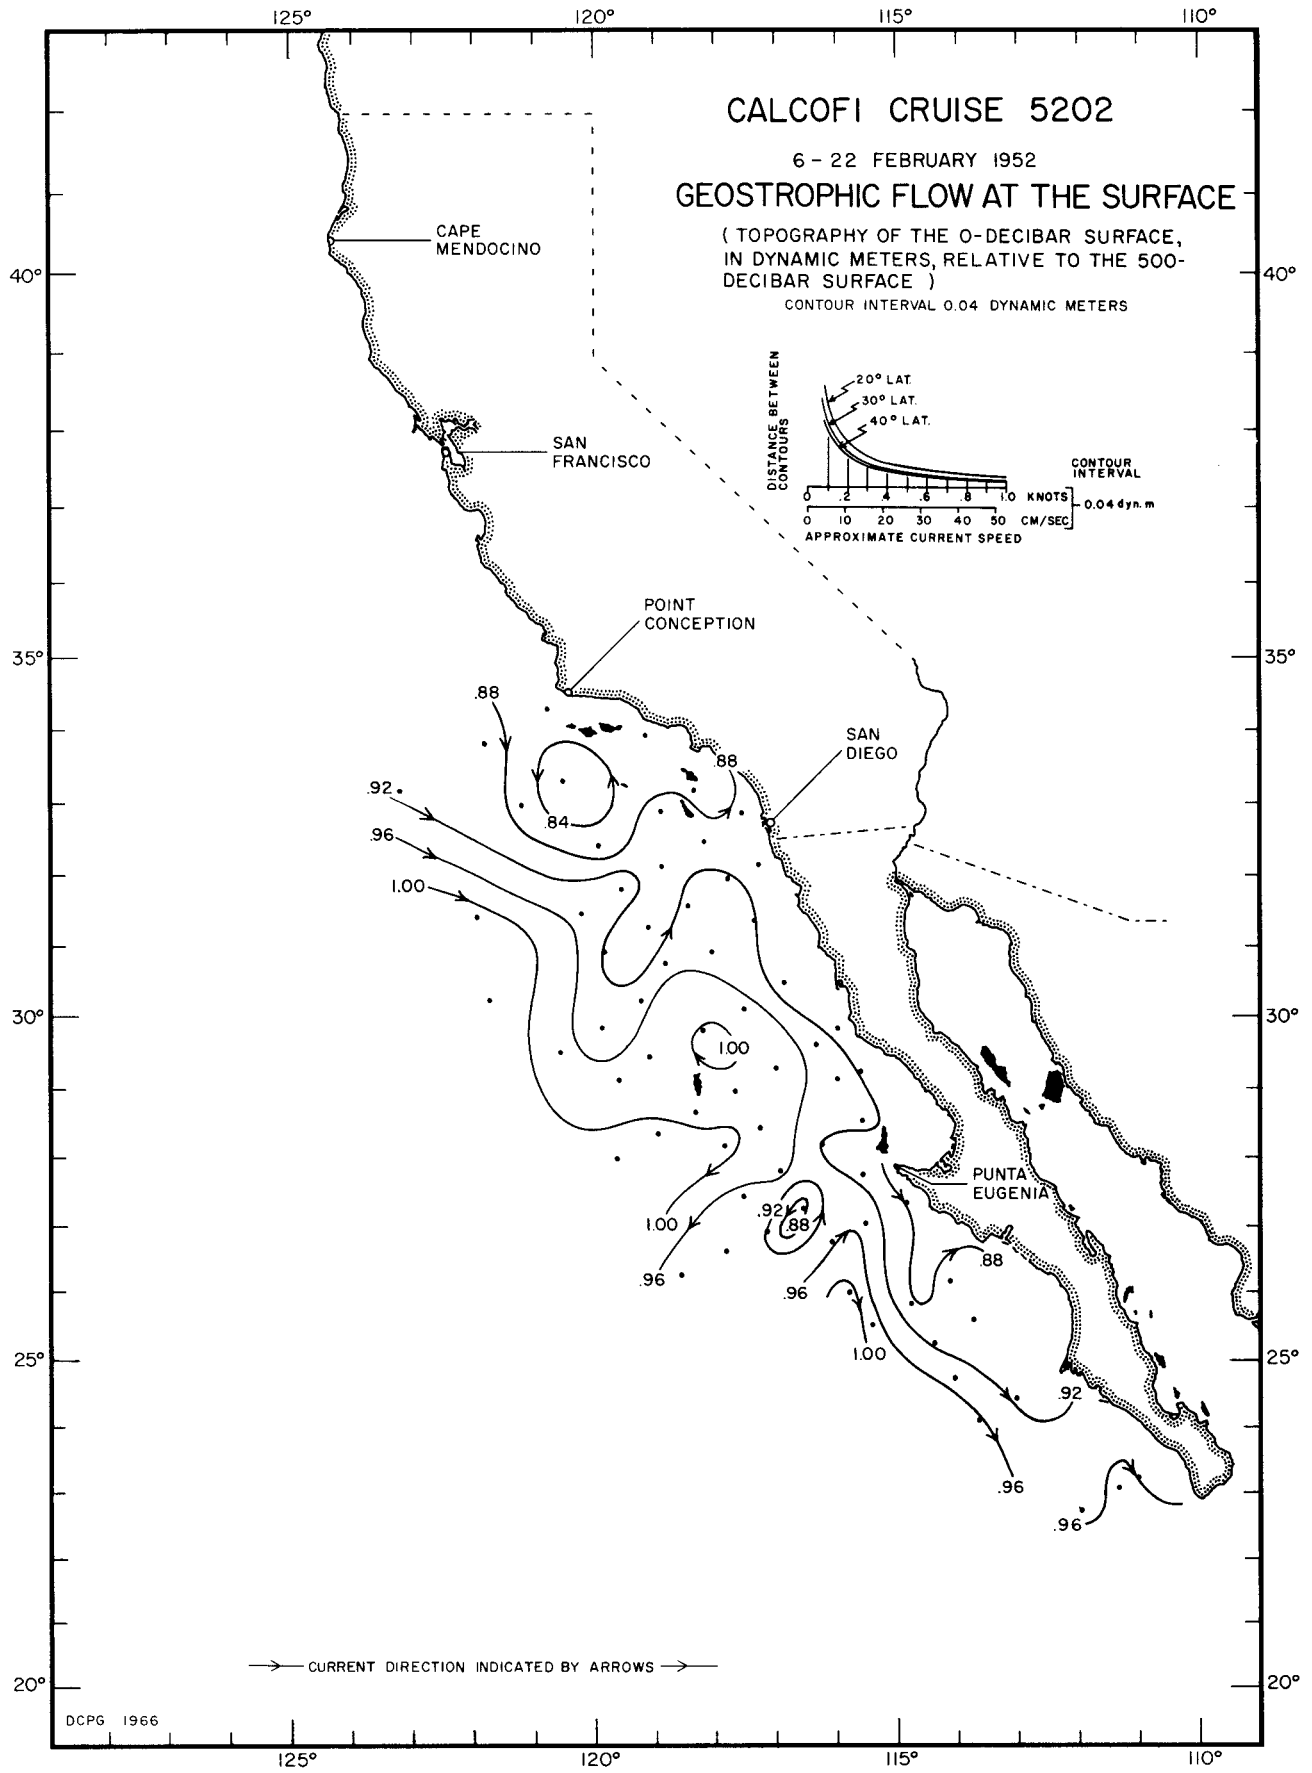 125° 120° 115° 110°
CALCOFI CRUISE 5202
6 - 22 FEBRUARY 1952
GEOSTROPHIC FLOW AT THE SURFACE
( TOPOGRAPHY OF THE 0-DECIBAR SURFACE,
IN DYNAMIC METERS, RELATIVE TO THE 500-
DECIBAR SURFACE )
CONTOUR INTERVAL 0.04 DYNAMIC METERS
CAPE
MENDOCINO
40° 40°
DISTANCE BETWEEN
CONTOURS
20° LAT.
30° LAT.
40° LAT.
CONTOUR
INTERVAL
0 .2 .4 .6 .8 1.0 KNOTS
0.04 dyn. m
0 10 20 30 40 50 CM/SEC
APPROXIMATE CURRENT SPEED
SAN
FRANCISCO
POINT
CONCEPTION
35° 35°
.88
SAN
DIEGO
.88
.92
.84
.96
1.00
30° 30°
1.00
PUNTA
EUGENIA
.92
.88
1.00
.88
.96
.96
1.00
25° 25°
.92
.96
.96
CURRENT DIRECTION INDICATED BY ARROWS
20° 20°
DCPG 1966
125° 120° 115° 110°